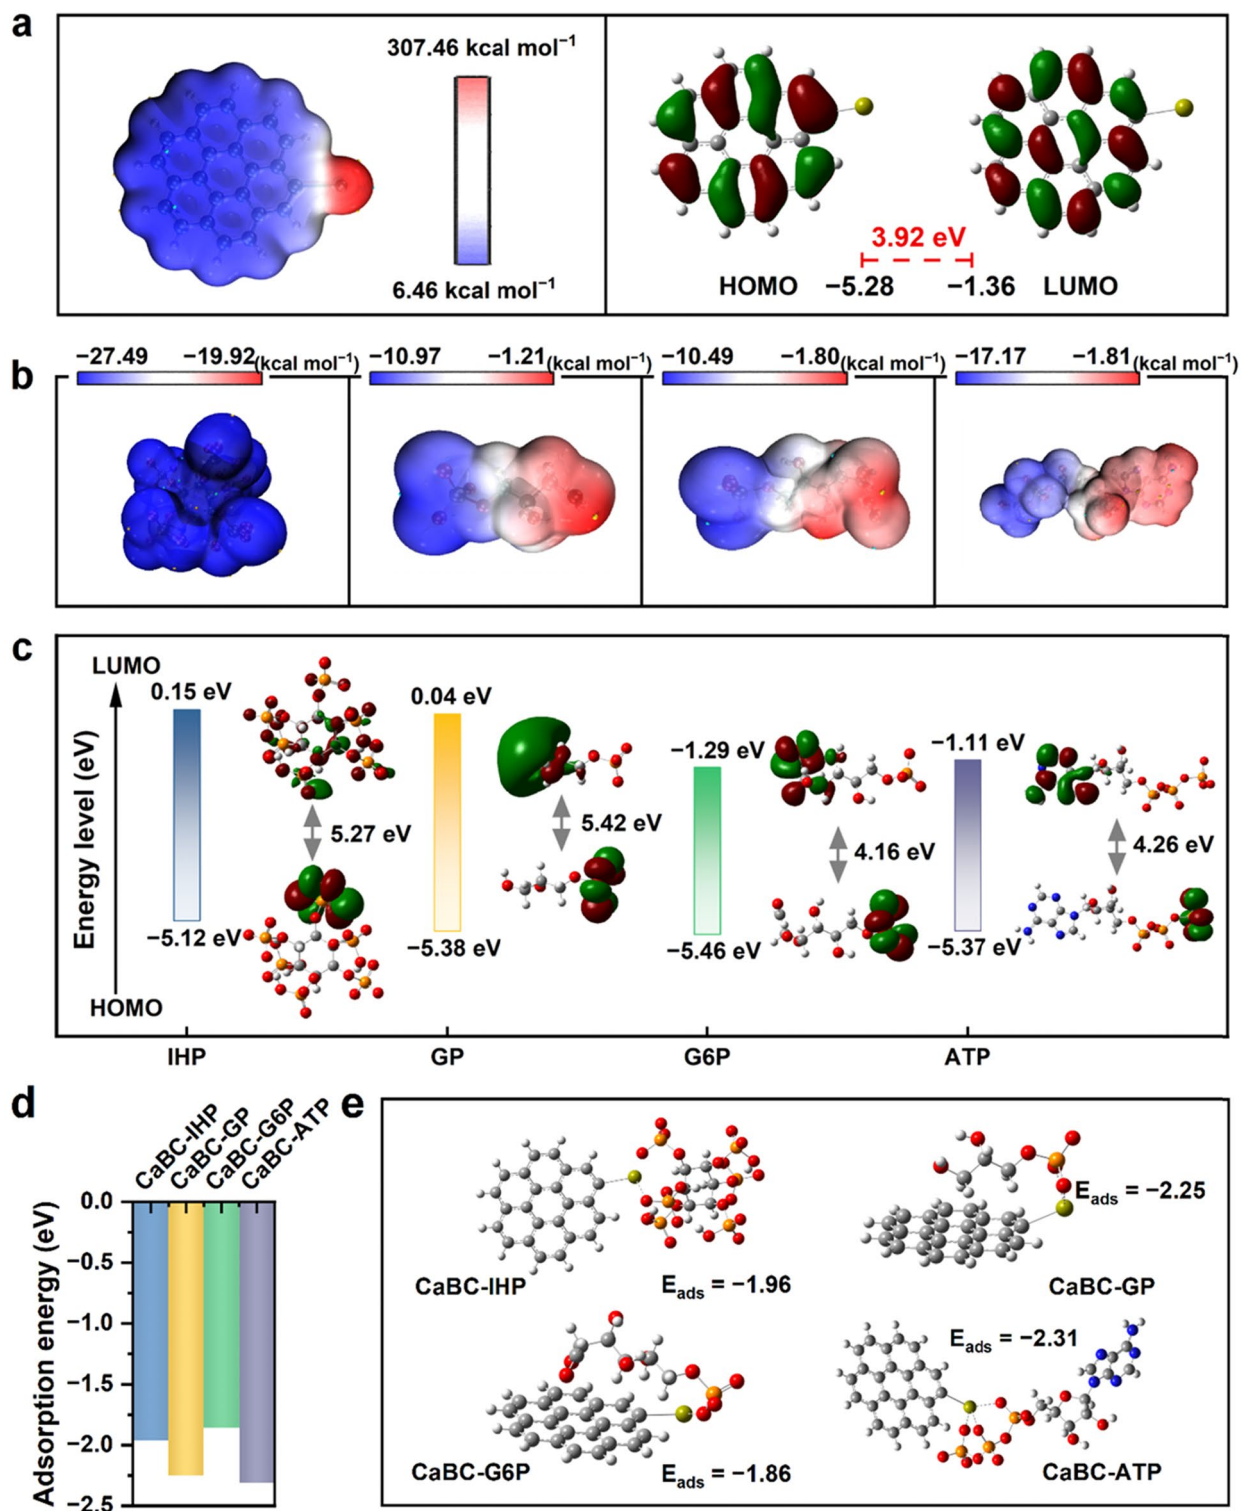 a
307.46 kcal mol⁻¹
6.46 kcal mol⁻¹
3.92 eV
HOMO −5.28 −1.36 LUMO
b
−27.49 −19.92 (kcal mol⁻¹)
−10.97 −1.21 (kcal mol⁻¹)
−10.49 −1.80 (kcal mol⁻¹)
−17.17 −1.81 (kcal mol⁻¹)
c
Energy level (eV)
LUMO
HOMO
0.15 eV
5.27 eV
−5.12 eV
0.04 eV
5.42 eV
−5.38 eV
−1.29 eV
4.16 eV
−5.46 eV
−1.11 eV
4.26 eV
−5.37 eV
IHP GP G6P ATP
d
CaBC-IHP
CaBC-GP
CaBC-G6P
CaBC-ATP
Adsorption energy (eV)
0.0
−0.5
−1.0
−1.5
−2.0
−2.5
e
CaBC-IHP
Eads = −1.96
Eads = −2.25
CaBC-GP
CaBC-G6P
Eads = −1.86
Eads = −2.31
CaBC-ATP